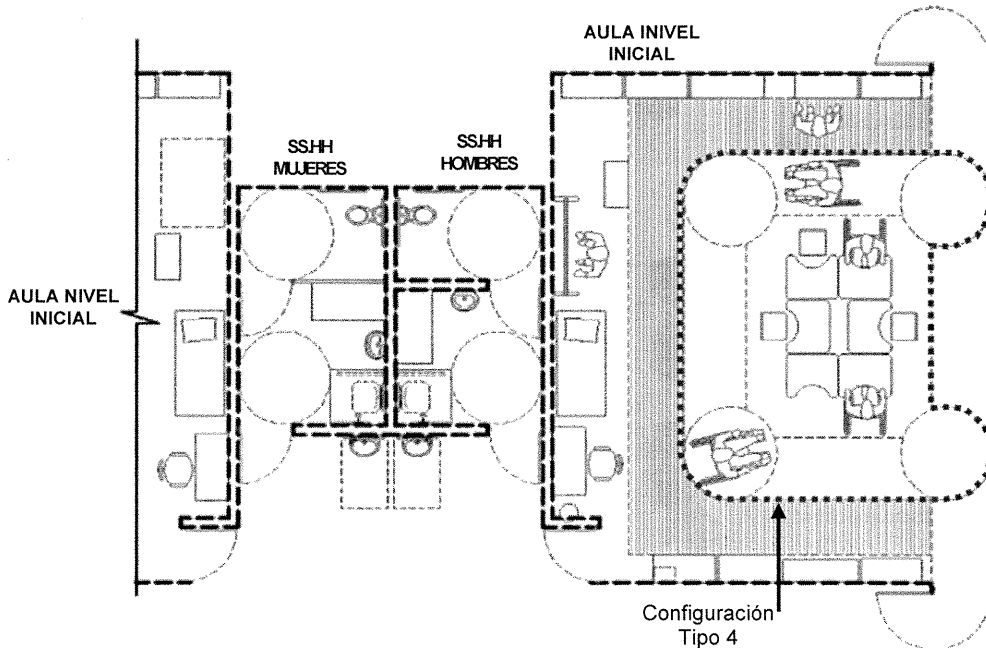 AULA INIVEL
INICIAL
SS.HH
MUJERES
SS.HH
HOMBRES
AULA NIVEL
INICIAL
Configuración
Tipo 4